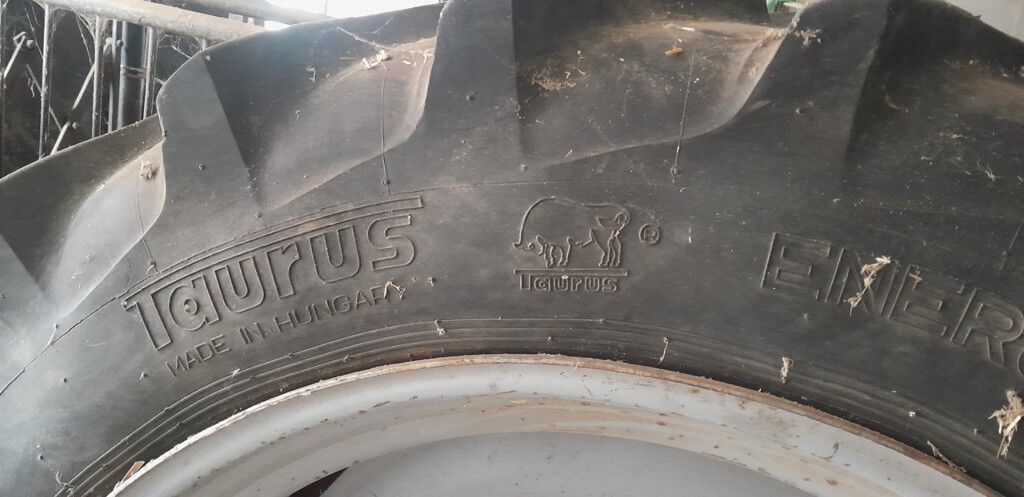 Taurus
MADE IN HUNGARY
®
Taurus
ENER